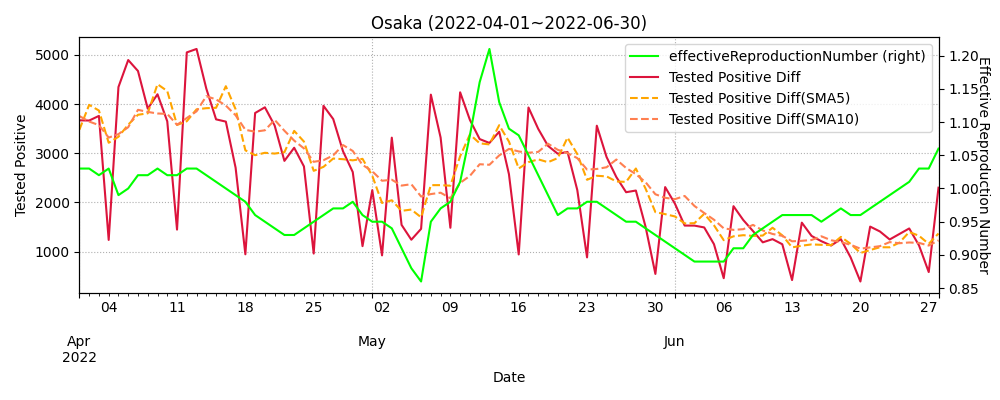 Osaka (2022-04-01~2022-06-30)
effectiveReproductionNumber (right)
Tested Positive Diff
Tested Positive Diff(SMA5)
Tested Positive Diff(SMA10)
Tested Positive
5000
4000
3000
2000
1000
Effective Reproduction Number
1.20
1.15
1.10
1.05
1.00
0.95
0.90
0.85
04 11 18 25 02 09 16 23 30 06 13 20 27
Apr May Jun
2022
Date